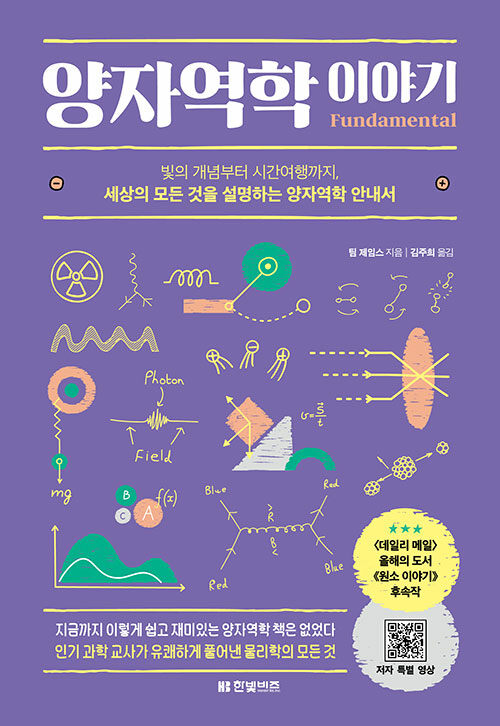 양자역학 이야기
Fundamental
빛의 개념부터 시간여행까지,
세상의 모든 것을 설명하는 양자역학 안내서
팀 제임스 지음 | 김주희 옮김
Photon
Field
v = s/t
mg
B
C
A
f(x)
Blue
Red
R
B
Red
Blue
★★★
〈데일리 메일〉
올해의 도서
《원소 이야기》
후속작
지금까지 이렇게 쉽고 재미있는 양자역학 책은 없었다
인기 과학 교사가 유쾌하게 풀어낸 물리학의 모든 것
저자 특별 영상
HB 한빛비즈